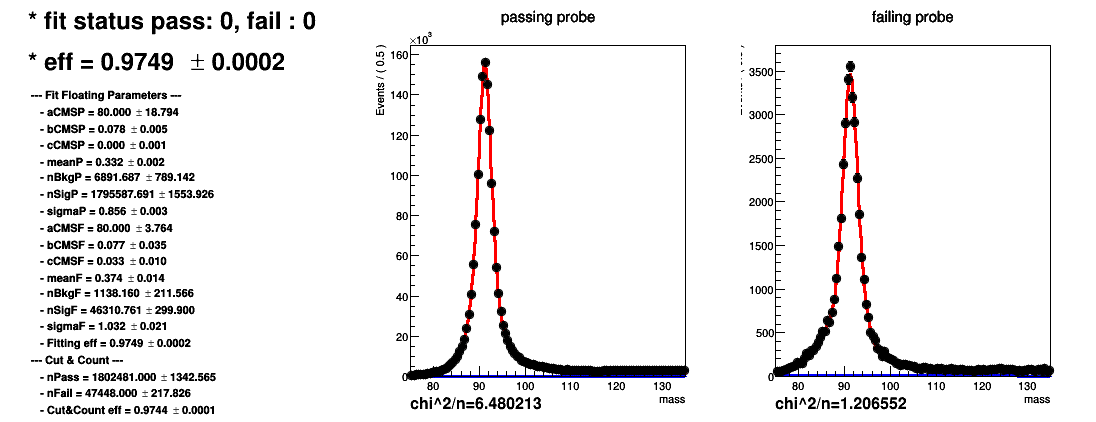 * fit status pass: 0, fail : 0
* eff = 0.9749 ± 0.0002
--- Fit Floating Parameters ---
- aCMSP = 80.000 ± 18.794
- bCMSP = 0.078 ± 0.005
- cCMSP = 0.000 ± 0.001
- meanP = 0.332 ± 0.002
- nBkgP = 6891.687 ± 789.142
- nSigP = 1795587.691 ± 1553.926
- sigmaP = 0.856 ± 0.003
- aCMSF = 80.000 ± 3.764
- bCMSF = 0.077 ± 0.035
- cCMSF = 0.033 ± 0.010
- meanF = 0.374 ± 0.014
- nBkgF = 1138.160 ± 211.566
- nSigF = 46310.761 ± 299.900
- sigmaF = 1.032 ± 0.021
- Fitting eff = 0.9749 ± 0.0002
--- Cut & Count ---
- nPass = 1802481.000 ± 1342.565
- nFail = 47448.000 ± 217.826
- Cut&Count eff = 0.9744 ± 0.0001
passing probe
×10³
Events / ( 0.5 )
160
140
120
100
80
60
40
20
0
80 90 100 110 120 130
mass
chi^2/n=6.480213
failing probe
3500
3000
2500
2000
1500
1000
500
0
80 90 100 110 120 130
mass
chi^2/n=1.206552